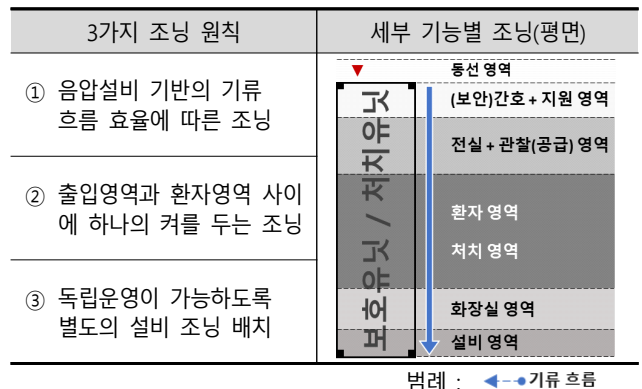 3가지 조닝 원칙
세부 기능별 조닝(평면)
① 음압설비 기반의 기류
흐름 효율에 따른 조닝
② 출입영역과 환자영역 사이
에 하나의 켜를 두는 조닝
③ 독립운영이 가능하도록
별도의 설비 조닝 배치
보호유닛 / 처치유닛
동선 영역
(보안)간호 + 지원 영역
전실 + 관찰(공급) 영역
환자 영역
처치 영역
화장실 영역
설비 영역
범례 : 기류 흐름